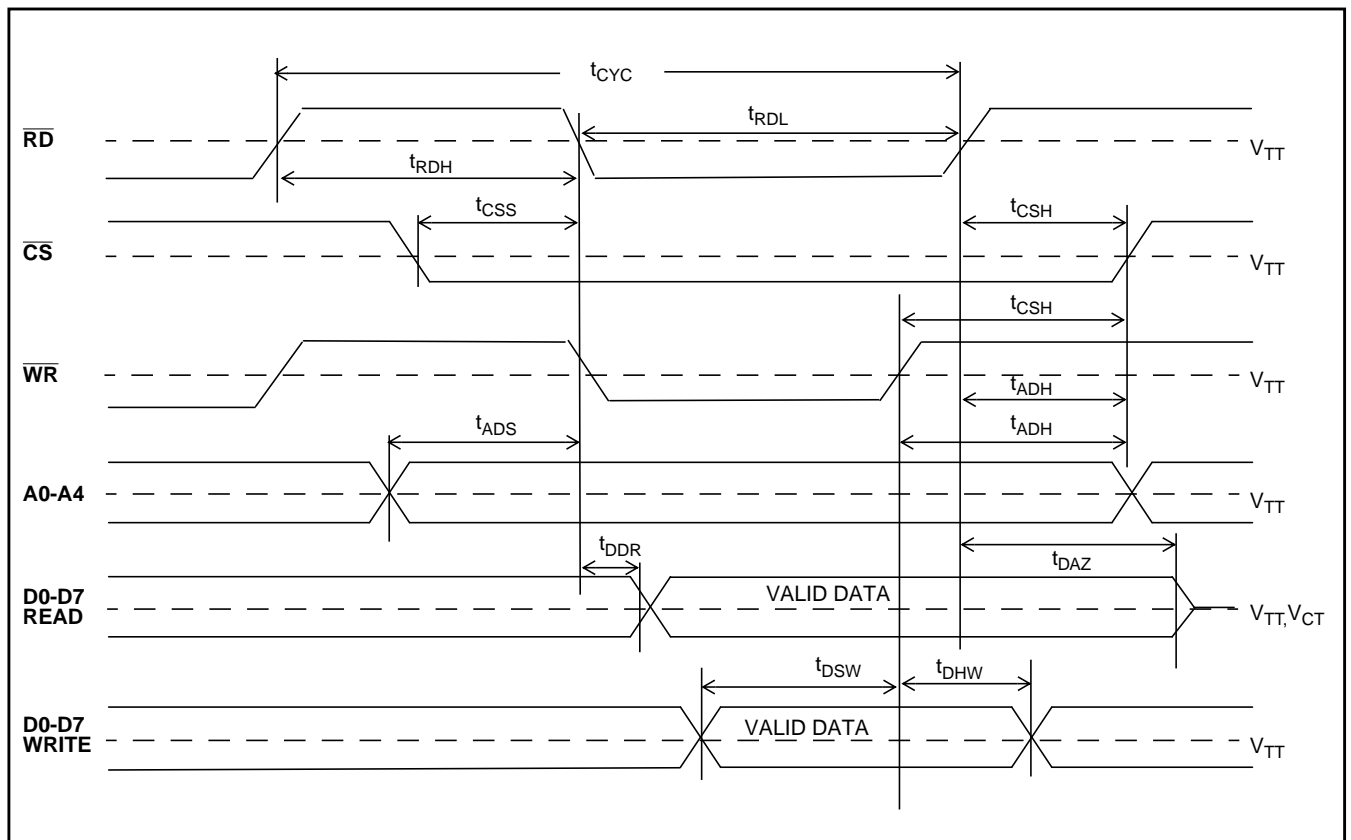 tCYC
RD
tRDL
VTT
tRDH
tCSS
tCSH
CS
VTT
tCSH
WR
VTT
tADH
tADS
tADH
A0-A4
VTT
tDDR
tDAZ
D0-D7
READ
VALID DATA
VTT,VCT
tDSW
tDHW
D0-D7
WRITE
VALID DATA
VTT